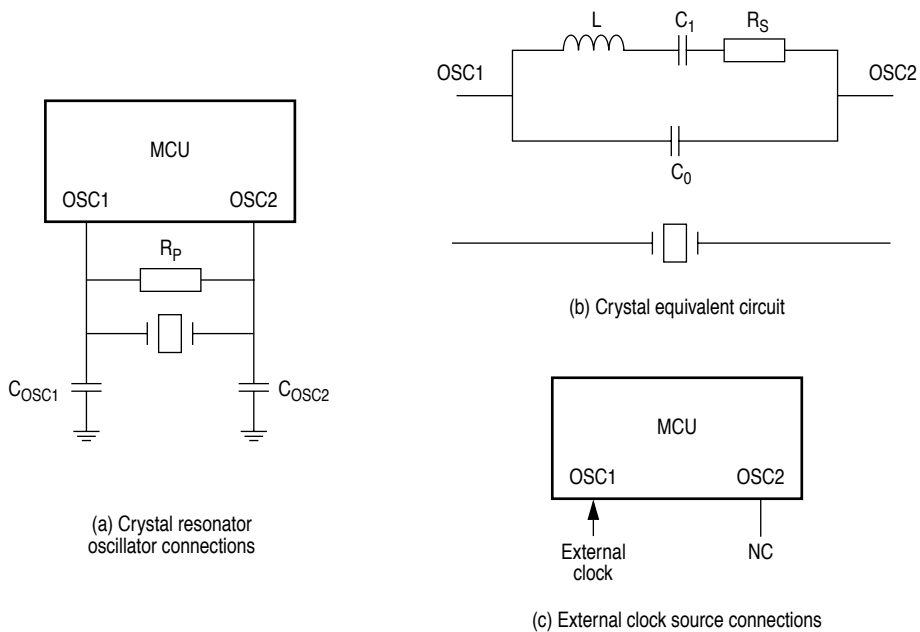 MCU
OSC1 OSC2
R_P
C_OSC1 C_OSC2
(a) Crystal resonator
oscillator connections
L C_1 R_S
OSC1 OSC2
C_0
(b) Crystal equivalent circuit
MCU
OSC1 OSC2
External
clock
NC
(c) External clock source connections